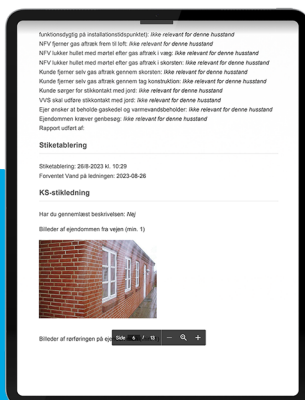 funktionsdygtig på installationstidspunktet): Ikke relevant for denne husstand
NFV fjerner gas aftræk frem til loft: Ikke relevant for denne husstand
NFV lukker hullet med mørtel efter gas aftræk i væg: Ikke relevant for denne husstand
NFV lukker hullet med mørtel efter gas aftræk i skorsten: Ikke relevant for denne husstand
Kunde fjerner selv gas aftræk gennem skorsten: Ikke relevant for denne husstand
Kunde fjerner selv gas aftræk gennem tag konstruktion: Ikke relevant for denne husstand
Kunde sørger for stikkontakt med jord: Ikke relevant for denne husstand
VVS skal udføre stikkontakt med jord: Ikke relevant for denne husstand
Ejer ønsker at beholde gaskedel og varmevandsbeholder: Ikke relevant for denne husstand
Ejendommen kræver genbesøg: Ikke relevant for denne husstand
Rapport udført af:
Stiketablering
Stiketablering: 26/8-2023 kl. 10:29
Forventet Vand på ledningen: 2023-08-26
KS-stikledning
Har du gennemlæst beskrivelsen: Nej
Billeder af ejendommen fra vejen (min. 1)
Side 6 / 13 — +
Billeder af rørføringen på eje